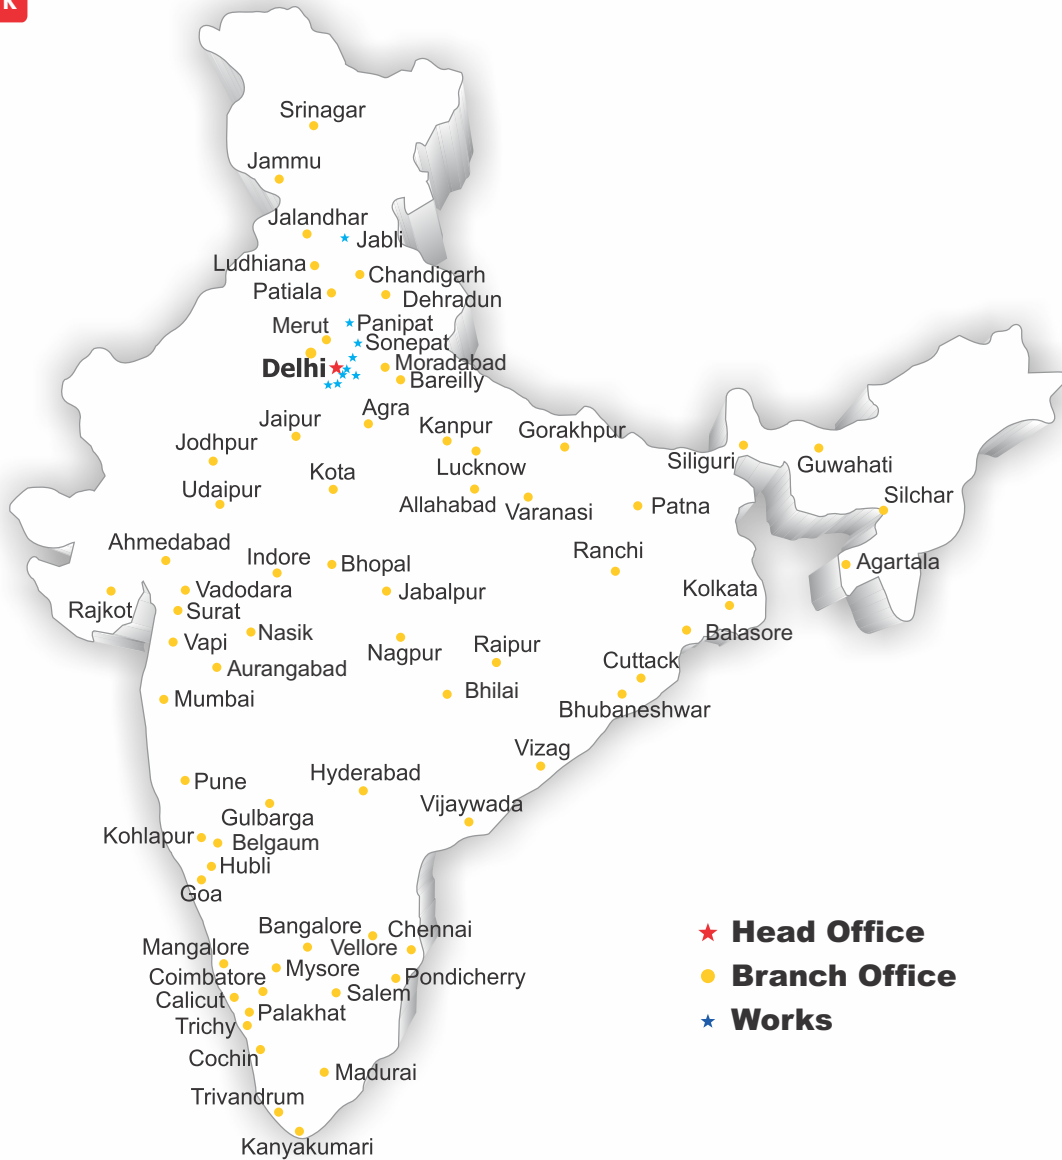 K
Srinagar
Jammu
Jalandhar
Jabli
Ludhiana
Chandigarh
Patiala
Dehradun
Merut
Panipat
Sonepat
Delhi
Moradabad
Bareilly
Agra
Jaipur
Kanpur
Gorakhpur
Jodhpur
Siliguri
Guwahati
Kota
Lucknow
Udaipur
Silchar
Allahabad
Varanasi
Patna
Ahmedabad
Indore
Bhopal
Ranchi
Agartala
Vadodara
Jabalpur
Kolkata
Rajkot
Surat
Nasik
Balasore
Vapi
Nagpur
Raipur
Aurangabad
Cuttack
Bhilai
Mumbai
Bhubaneshwar
Vizag
Hyderabad
Pune
Vijaywada
Gulbarga
Kohlapur
Belgaum
Hubli
Goa
Bangalore
Chennai
Head Office
Mangalore
Vellore
Mysore
Coimbatore
Pondicherry
Branch Office
Calicut
Salem
Palakhat
Works
Trichy
Cochin
Madurai
Trivandrum
Kanyakumari